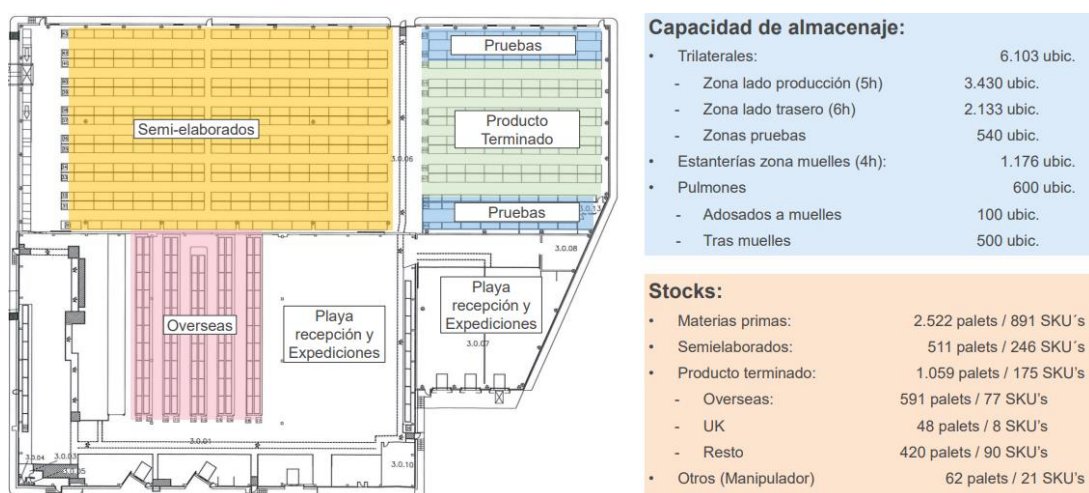 Semi-elaborados
Pruebas
Producto
Terminado
Pruebas
Overseas
Playa
recepción y
Expediciones
Playa
recepción y
Expediciones
3.0.06
3.0.13
3.0.08
3.0.07
3.0.01
3.0.03
3.0.04
3.0.05
3.0.10
Capacidad de almacenaje:
• Trilaterales: 6.103 ubic.
- Zona lado producción (5h) 3.430 ubic.
- Zona lado trasero (6h) 2.133 ubic.
- Zonas pruebas 540 ubic.
• Estanterías zona muelles (4h): 1.176 ubic.
• Pulmones 600 ubic.
- Adosados a muelles 100 ubic.
- Tras muelles 500 ubic.
Stocks:
• Materias primas: 2.522 palets / 891 SKU´s
• Semielaborados: 511 palets / 246 SKU's
• Producto terminado: 1.059 palets / 175 SKU's
- Overseas: 591 palets / 77 SKU's
- UK 48 palets / 8 SKU's
- Resto 420 palets / 90 SKU's
• Otros (Manipulador) 62 palets / 21 SKU's